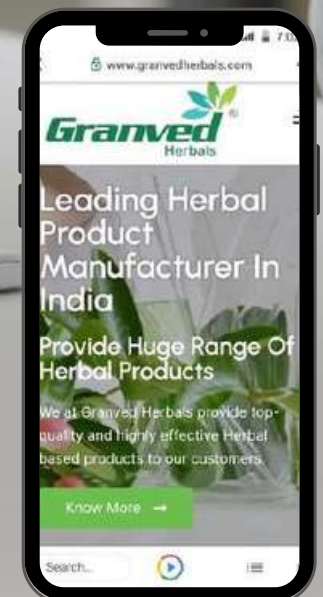 www.granvedherbals.com
Granved®
Herbals
Leading Herbal
Product
Manufacturer In
India
Provide Huge Range Of
Herbal Products
We at Granved Herbals provide top-
quality and highly effective Herbal
based products to our customers.
Know More →
Search...